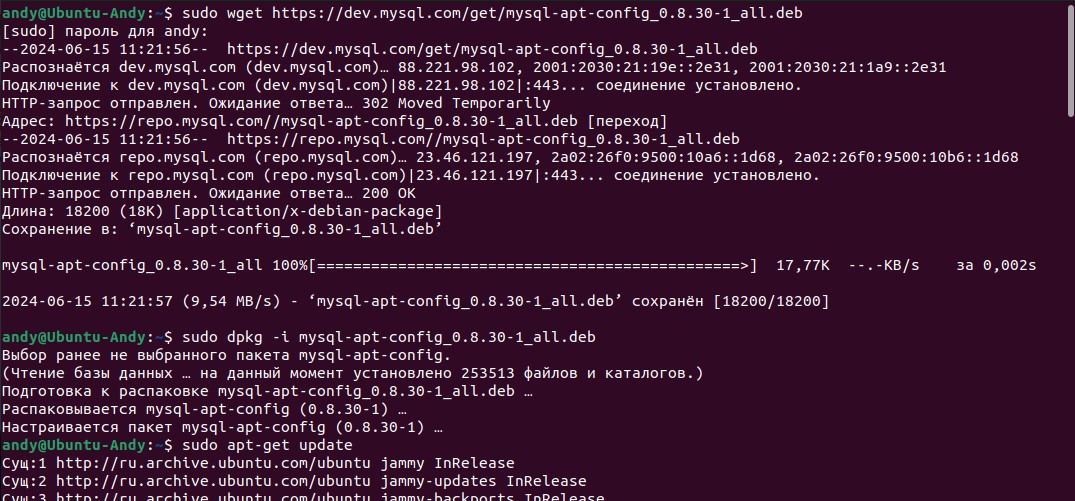 andy@Ubuntu-Andy:~$ sudo wget https://dev.mysql.com/get/mysql-apt-config_0.8.30-1_all.deb
[sudo] пароль для andy:
--2024-06-15 11:21:56--  https://dev.mysql.com/get/mysql-apt-config_0.8.30-1_all.deb
Распознаётся dev.mysql.com (dev.mysql.com)… 88.221.98.102, 2001:2030:21:19e::2e31, 2001:2030:21:1a9::2e31
Подключение к dev.mysql.com (dev.mysql.com)|88.221.98.102|:443... соединение установлено.
HTTP-запрос отправлен. Ожидание ответа… 302 Moved Temporarily
Адрес: https://repo.mysql.com//mysql-apt-config_0.8.30-1_all.deb [переход]
--2024-06-15 11:21:56--  https://repo.mysql.com//mysql-apt-config_0.8.30-1_all.deb
Распознаётся repo.mysql.com (repo.mysql.com)… 23.46.121.197, 2a02:26f0:9500:10a6::1d68, 2a02:26f0:9500:10b6::1d68
Подключение к repo.mysql.com (repo.mysql.com)|23.46.121.197|:443... соединение установлено.
HTTP-запрос отправлен. Ожидание ответа… 200 OK
Длина: 18200 (18K) [application/x-debian-package]
Сохранение в: ‘mysql-apt-config_0.8.30-1_all.deb’
mysql-apt-config_0.8.30-1_all 100%[===============================================>]  17,77K  --.-KB/s    за 0,002s
2024-06-15 11:21:57 (9,54 MB/s) - ‘mysql-apt-config_0.8.30-1_all.deb’ сохранён [18200/18200]
andy@Ubuntu-Andy:~$ sudo dpkg -i mysql-apt-config_0.8.30-1_all.deb
Выбор ранее не выбранного пакета mysql-apt-config.
(Чтение базы данных … на данный момент установлено 253513 файлов и каталогов.)
Подготовка к распаковке mysql-apt-config_0.8.30-1_all.deb …
Распаковывается mysql-apt-config (0.8.30-1) …
Настраивается пакет mysql-apt-config (0.8.30-1) …
andy@Ubuntu-Andy:~$ sudo apt-get update
Сущ:1 http://ru.archive.ubuntu.com/ubuntu jammy InRelease
Сущ:2 http://ru.archive.ubuntu.com/ubuntu jammy-updates InRelease
Сущ:3 http://ru.archive.ubuntu.com/ubuntu jammy-backports InRelease